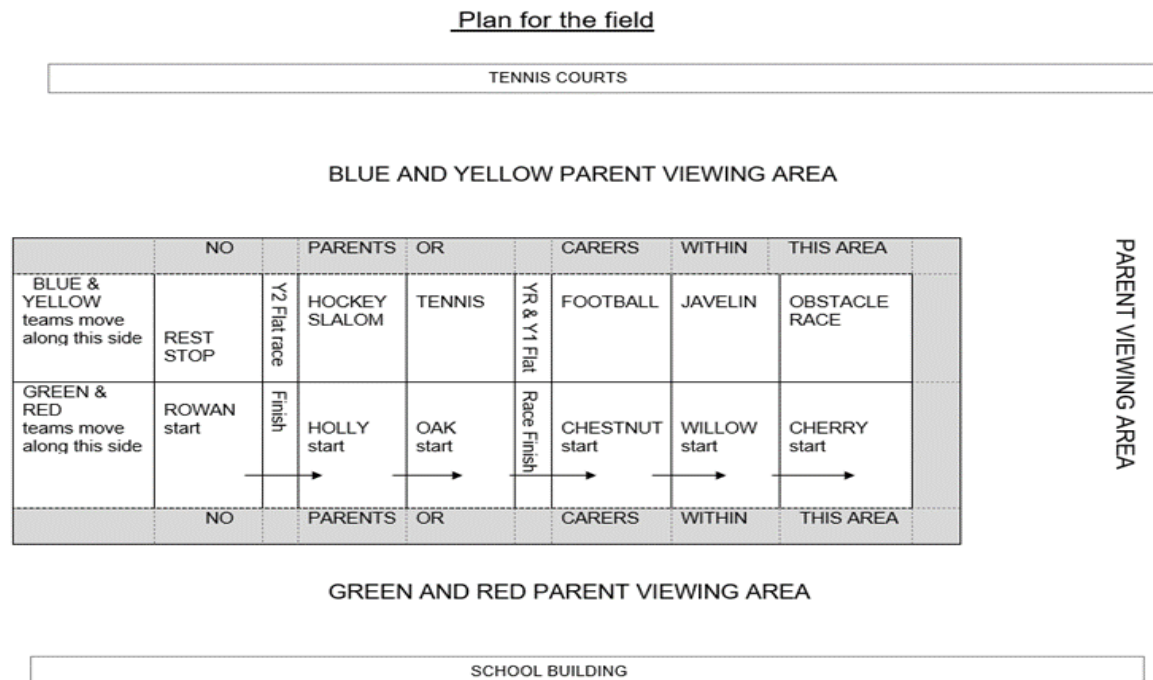 Plan for the field
TENNIS COURTS
BLUE AND YELLOW PARENT VIEWING AREA
NO PARENTS OR CARERS WITHIN THIS AREA
BLUE &
YELLOW
teams move
along this side
REST
STOP
Y2 Flat race
HOCKEY
SLALOM
TENNIS
YR & Y1 Flat
FOOTBALL
JAVELIN
OBSTACLE
RACE
GREEN &
RED
teams move
along this side
ROWAN
start
Finish
HOLLY
start
OAK
start
Race Finish
CHESTNUT
start
WILLOW
start
CHERRY
start
NO PARENTS OR CARERS WITHIN THIS AREA
PARENT VIEWING AREA
GREEN AND RED PARENT VIEWING AREA
SCHOOL BUILDING